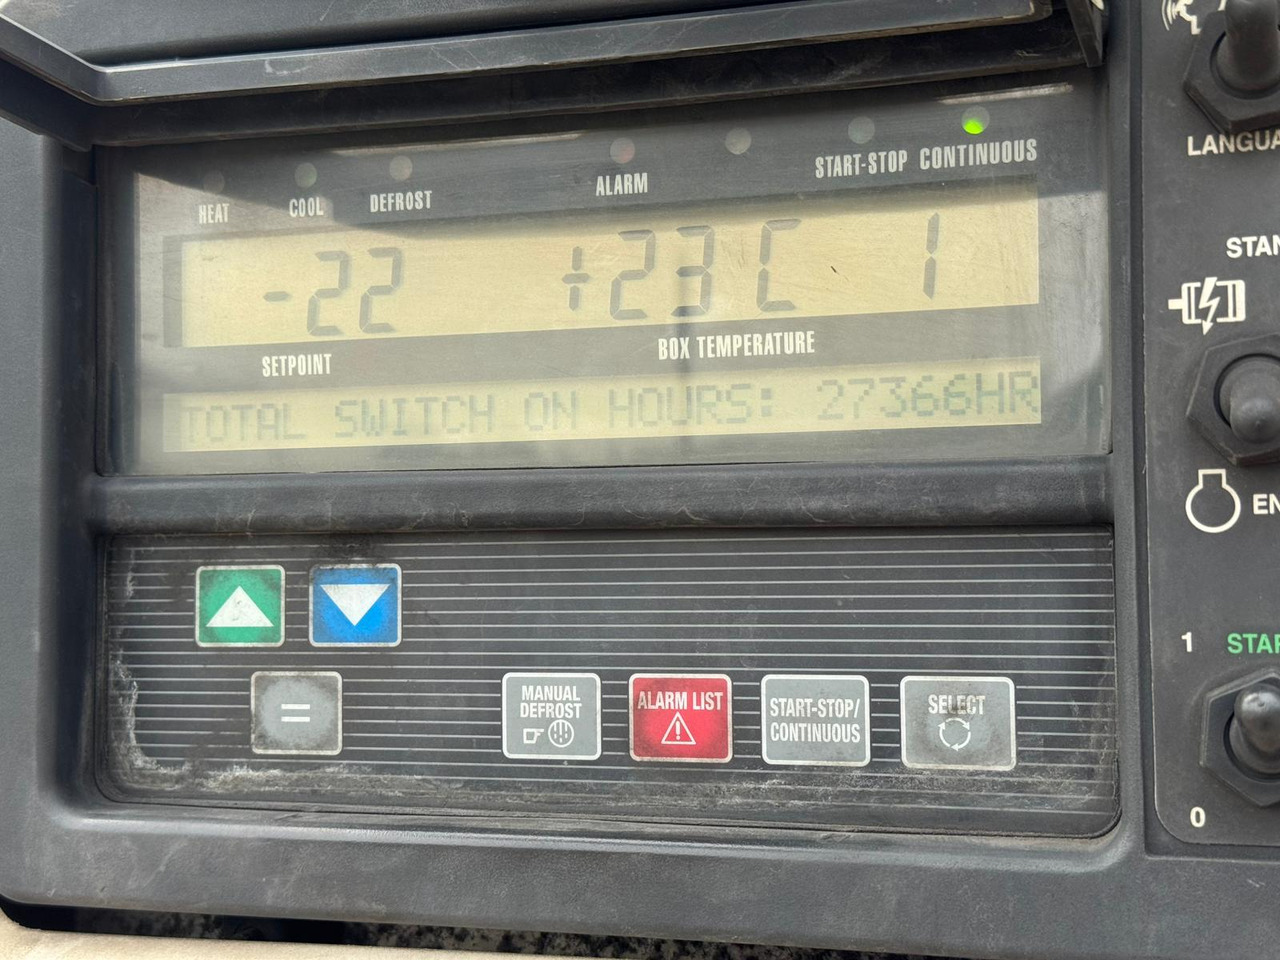 LANGUA
HEAT COOL DEFROST ALARM START-STOP CONTINUOUS
-22 +23C 1
SETPOINT BOX TEMPERATURE
TOTAL SWITCH ON HOURS: 27366HR
STAN
EN
1 STAR
0
=
MANUAL
DEFROST
ALARM LIST
START-STOP/
CONTINUOUS
SELECT